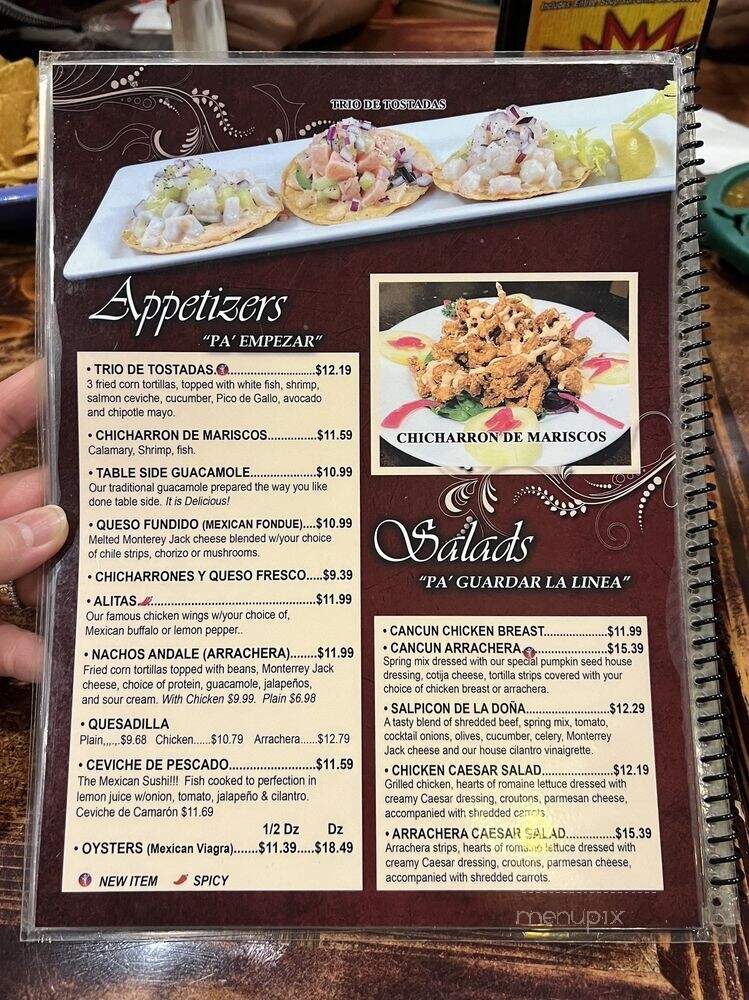 TRIO DE TOSTADAS
Appetizers
"PA' EMPEZAR"
• TRIO DE TOSTADAS..............................$12.19
3 fried corn tortillas, topped with white fish, shrimp,
salmon ceviche, cucumber, Pico de Gallo, avocado
and chipotle mayo.
• CHICHARRON DE MARISCOS..............$11.59
Calamary, Shrimp, fish.
• TABLE SIDE GUACAMOLE...................$10.99
Our traditional guacamole prepared the way you like
done table side. It is Delicious!
• QUESO FUNDIDO (MEXICAN FONDUE)....$10.99
Melted Monterey Jack cheese blended w/your choice
of chile strips, chorizo or mushrooms.
• CHICHARRONES Y QUESO FRESCO.....$9.39
• ALITAS..............................................$11.99
Our famous chicken wings w/your choice of,
Mexican buffalo or lemon pepper..
• NACHOS ANDALE (ARRACHERA).......$11.99
Fried corn tortillas topped with beans, Monterrey Jack
cheese, choice of protein, guacamole, jalapeños,
and sour cream. With Chicken $9.99. Plain $6.98
• QUESADILLA
Plain,,,.,.$9.68 Chicken......$10.79 Arrachera......$12.79
• CEVICHE DE PESCADO.....................$11.59
The Mexican Sushi!!! Fish cooked to perfection in
lemon juice w/onion, tomato, jalapeño & cilantro.
Ceviche de Camarón $11.69
1/2 Dz Dz
• OYSTERS (Mexican Viagra).......$11.39.....$18.49
NEW ITEM SPICY
CHICHARRON DE MARISCOS
Salads
"PA' GUARDAR LA LINEA"
• CANCUN CHICKEN BREAST...................$11.99
• CANCUN ARRACHERA........................$15.39
Spring mix dressed with our special pumpkin seed house
dressing, cotija cheese, tortilla strips covered with your
choice of chicken breast or arrachera.
• SALPICON DE LA DOÑA.........................$12.29
A tasty blend of shredded beef, spring mix, tomato,
cocktail onions, olives, cucumber, celery, Monterrey
Jack cheese and our house cilantro vinaigrette.
• CHICKEN CAESAR SALAD.....................$12.19
Grilled chicken, hearts of romaine lettuce dressed with
creamy Caesar dressing, croutons, parmesan cheese,
accompanied with shredded carrots.
• ARRACHERA CAESAR SALAD...............$15.39
Arrachera strips, hearts of romaine lettuce dressed with
creamy Caesar dressing, croutons, parmesan cheese,
accompanied with shredded carrots.
menupix